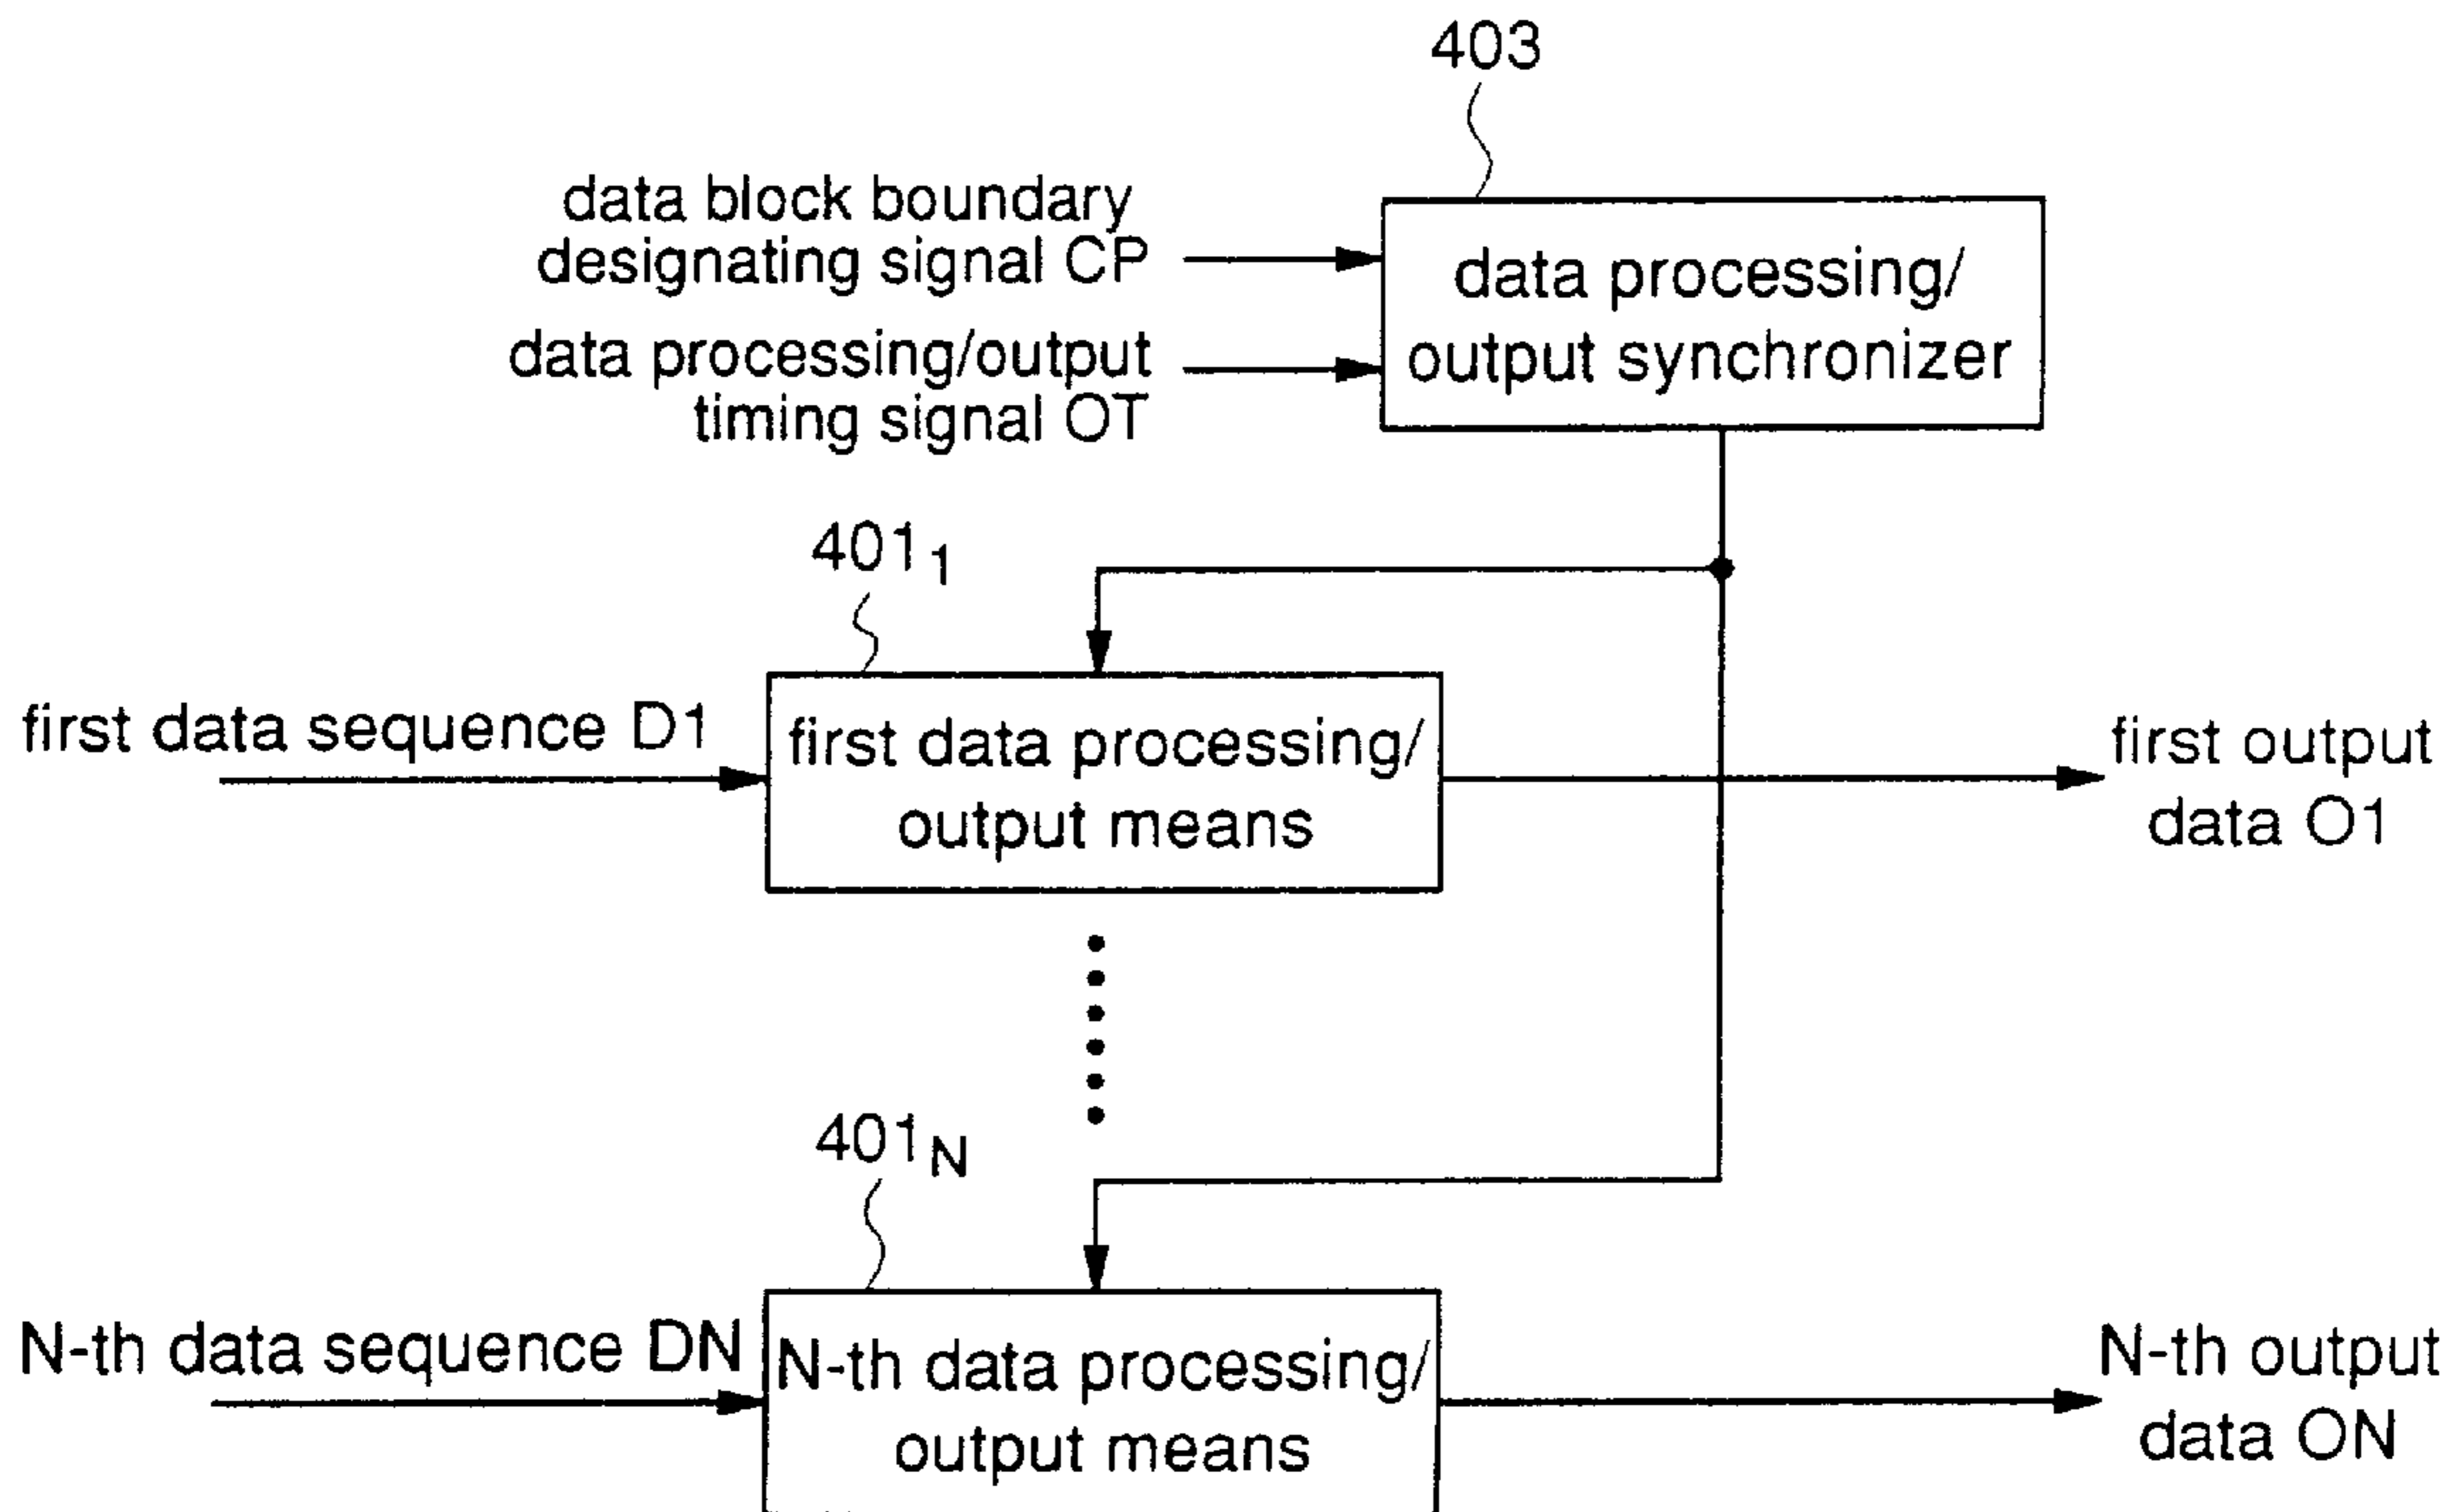 403
data block boundary
designating signal CP
data processing/output
timing signal OT
data processing/
output synchronizer
401₁
first data sequence D1
first data processing/
output means
first output
data O1
401N
N-th data sequence DN
N-th data processing/
output means
N-th output
data ON